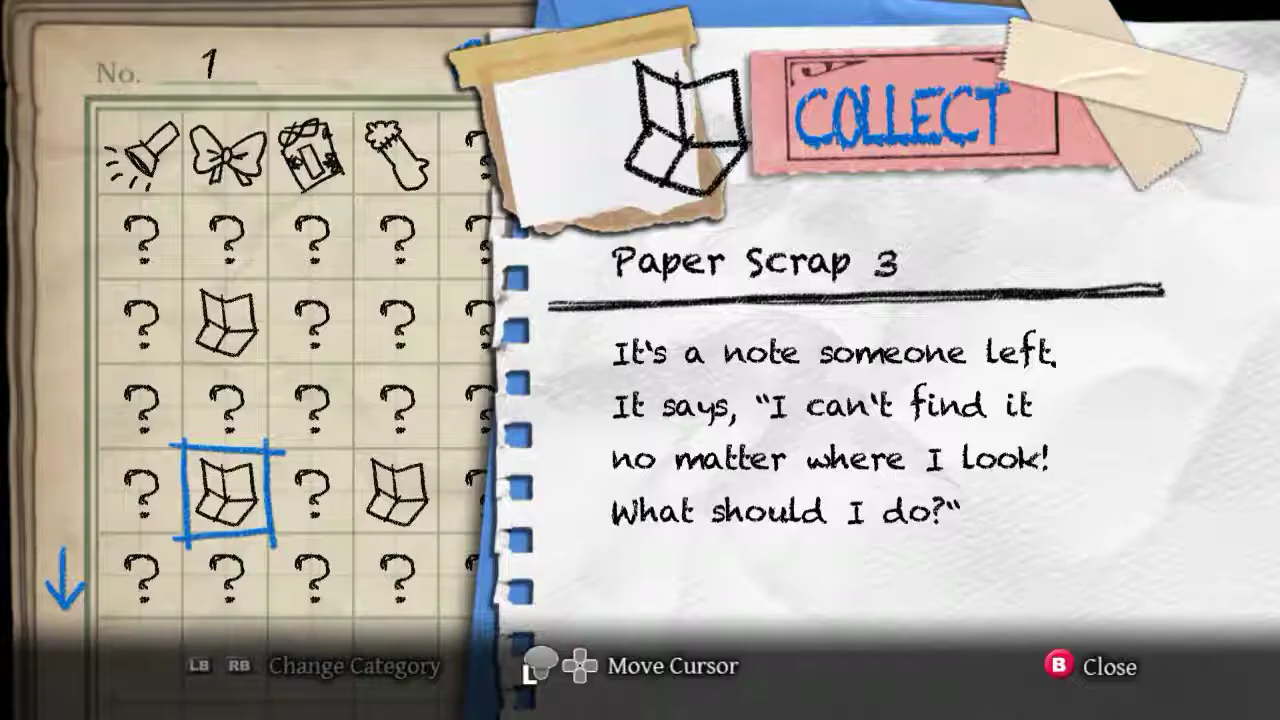 No. 1
COLLECT
Paper Scrap 3
It's a note someone left.
It says, "I can't find it
no matter where I look!
What should I do?"
? 
? ? ? ? ?
? ? ? ?
? ? ? ? ?
? ?
? ? ? ?
LB RB Change Category
L Move Cursor
B Close